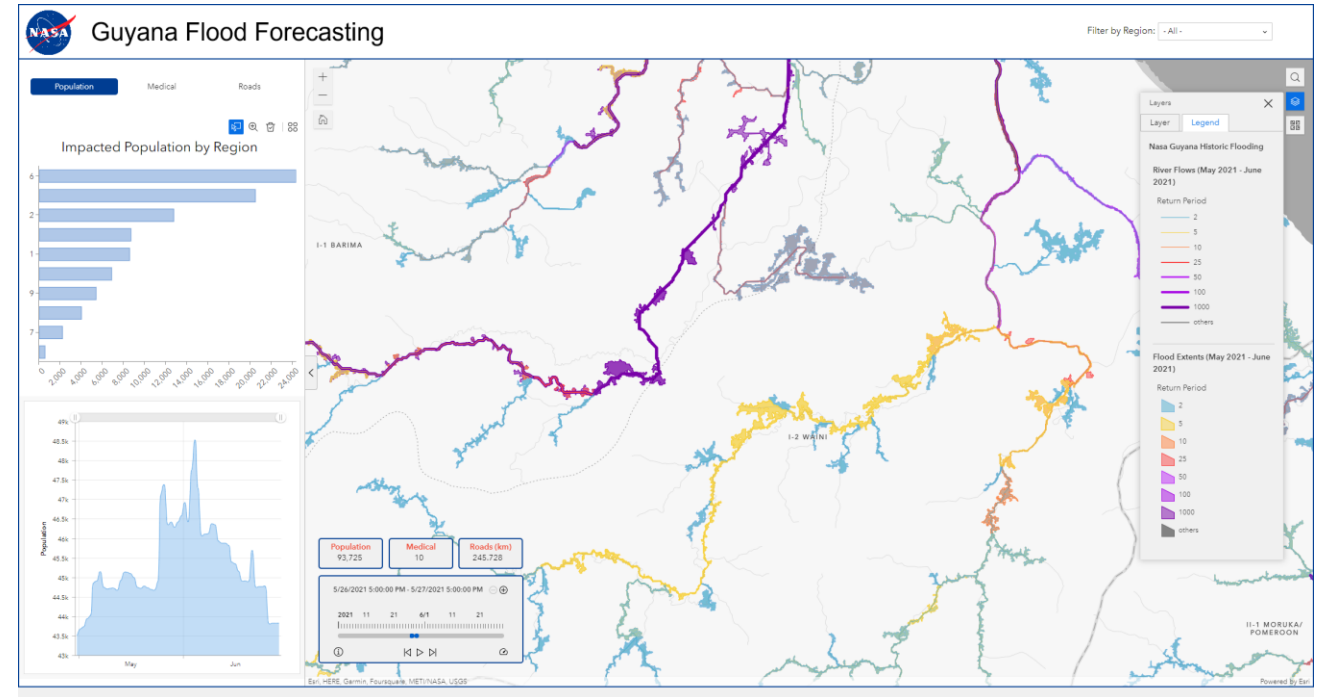 NASA
Guyana Flood Forecasting
Filter by Region: - All -
Population Medical Roads
Impacted Population by Region
6
2
1
9
7
0 2,000 4,000 6,000 8,000 10,000 12,000 14,000 16,000 18,000 20,000 22,000 24,000
49k
48.5k
48k
47.5k
47k
46.5k
46k
45.5k
45k
44.5k
44k
43.5k
43k
Population
May Jun
I-1 BARIMA
I-2 WAINI
II-1 MORUKA/
POMEROON
Population
93,725
Medical
10
Roads (km)
245.728
5/26/2021 5:00:00 PM - 5/27/2021 5:00:00 PM
2021 11 21 6/1 11 21
Layers
Layer Legend
Nasa Guyana Historic Flooding
River Flows (May 2021 - June
2021)
Return Period
2
5
10
25
50
100
1000
others
Flood Extents (May 2021 - June
2021)
Return Period
2
5
10
25
50
100
1000
others
Esri, HERE, Garmin, Foursquare, METI/NASA, USGS
Powered by Esri